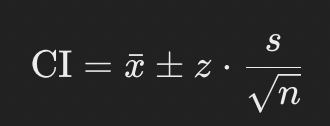 CI = x̄ ± z · s/√n